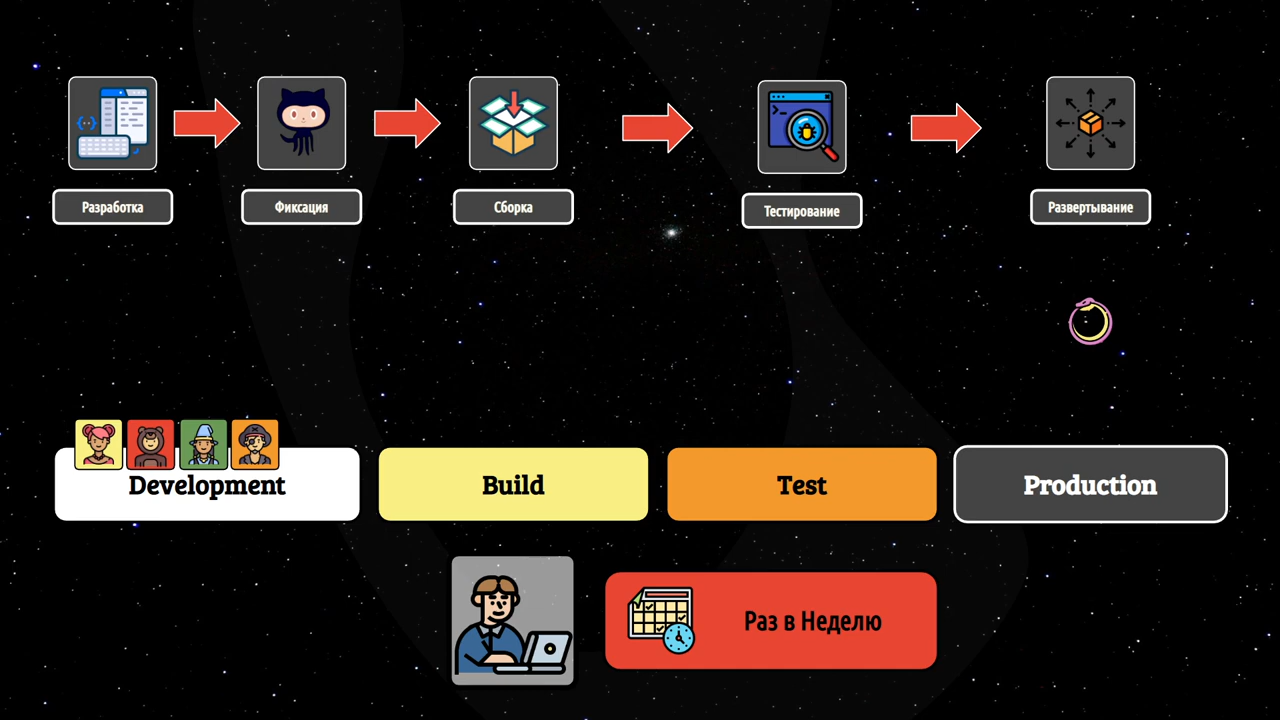 Разработка
Фиксация
Сборка
Тестирование
Развертывание
Development
Build
Test
Production
Раз в Неделю